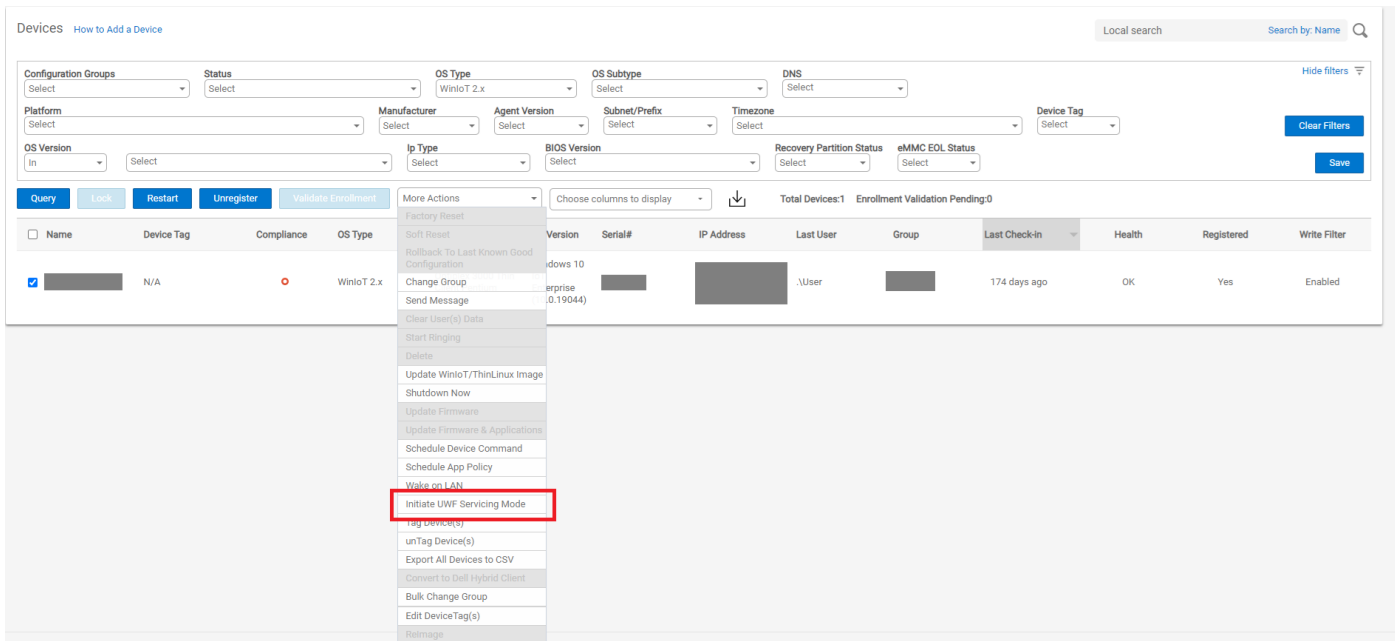 Devices How to Add a Device Local search Search by: Name
Configuration Groups Status OS Type OS Subtype DNS Hide filters
Select Select WinIoT 2.x Select Select
Platform Manufacturer Agent Version Subnet/Prefix Timezone Device Tag
Select Select Select Select Select Select Clear Filters
OS Version Ip Type BIOS Version Recovery Partition Status eMMC EOL Status
In Select Select Select Select Select Save
Query Lock Restart Unregister Validate Enrollment More Actions Choose columns to display Total Devices:1 Enrollment Validation Pending:0
Name Device Tag Compliance OS Type Version Serial# IP Address Last User Group Last Check-in Health Registered Write Filter
N/A WinIoT 2.x .\User 174 days ago OK Yes Enabled
dows 10
erprise
.0.19044)
Factory Reset
Soft Reset
Rollback To Last Known Good
Configuration
Change Group
Send Message
Clear User(s) Data
Start Ringing
Delete
Update WinIoT/ThinLinux Image
Shutdown Now
Update Firmware
Update Firmware & Applications
Schedule Device Command
Schedule App Policy
Wake on LAN
Initiate UWF Servicing Mode
Tag Device(s)
unTag Device(s)
Export All Devices to CSV
Convert to Dell Hybrid Client
Bulk Change Group
Edit DeviceTag(s)
Reimage